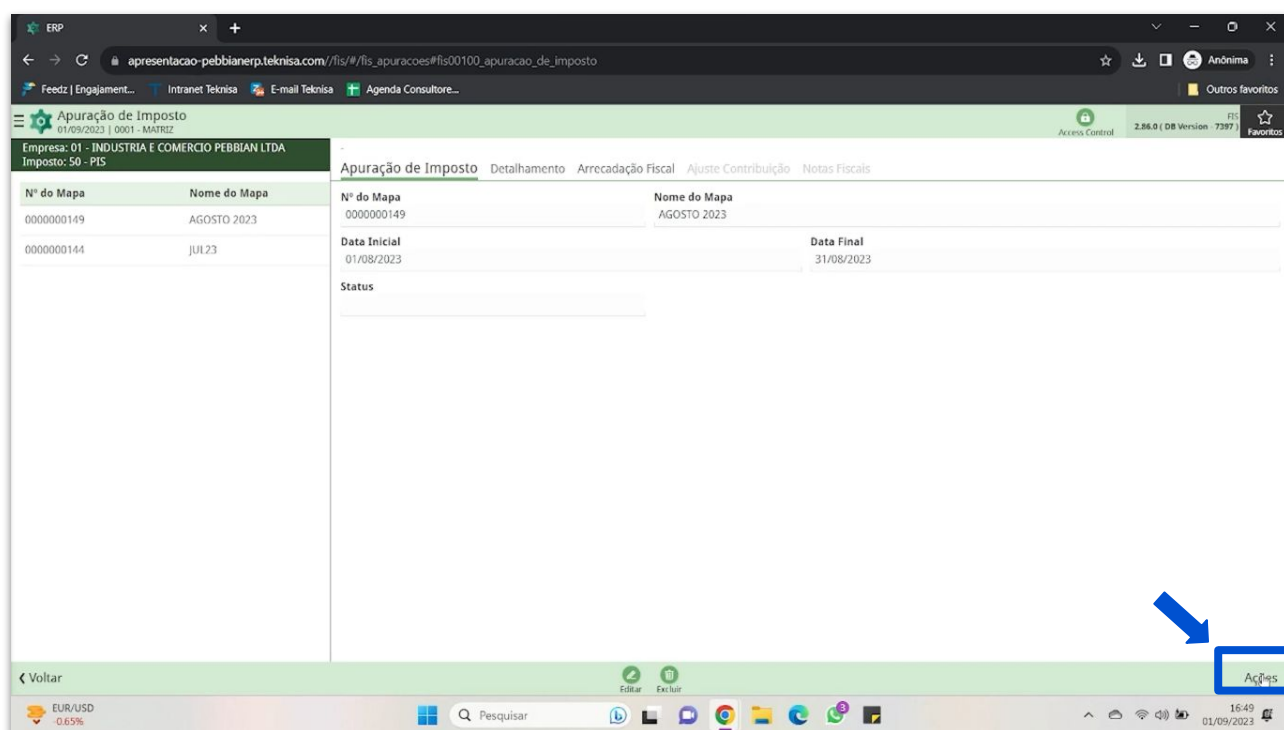 ERP
apresentacao-pebbianerp.teknisa.com//fis/#/fis_apuracoes#fis00100_apuracao_de_imposto
Anônima
Feedz | Engajament... Intranet Teknisa E-mail Teknisa Agenda Consultore... Outros favoritos
Apuração de Imposto
01/09/2023 | 0001 - MATRIZ
Access Control
FIS
2.86.0 ( DB Version - 7397 )
Favoritos
Empresa: 01 - INDUSTRIA E COMERCIO PEBBIAN LTDA
Imposto: 50 - PIS
Nº do Mapa Nome do Mapa
0000000149 AGOSTO 2023
0000000144 JUL23
-
Apuração de Imposto Detalhamento Arrecadação Fiscal Ajuste Contribuição Notas Fiscais
Nº do Mapa Nome do Mapa
0000000149 AGOSTO 2023
Data Inicial Data Final
01/08/2023 31/08/2023
Status
Voltar
Editar Excluir
Ações
EUR/USD
-0.65%
Pesquisar
3
16:49
01/09/2023